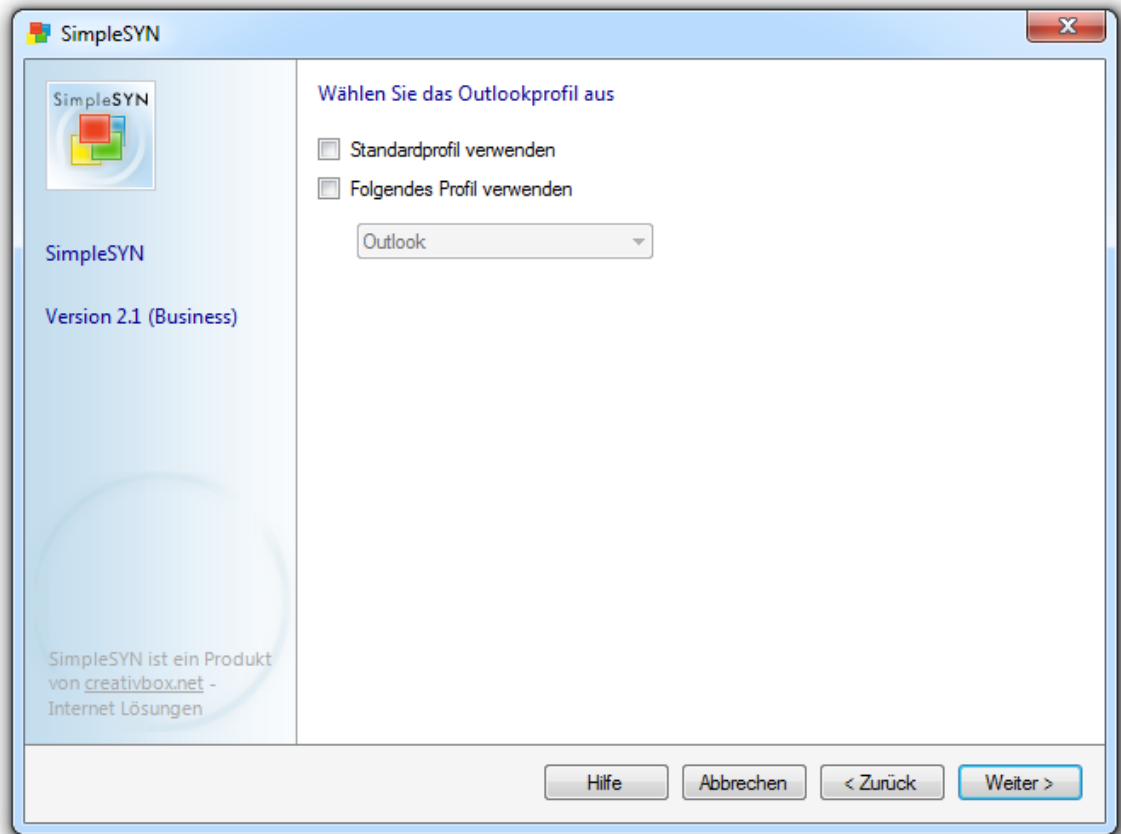 SimpleSYN
SimpleSYN
SimpleSYN
Version 2.1 (Business)
SimpleSYN ist ein Produkt
von creativbox.net -
Internet Lösungen
Wählen Sie das Outlookprofil aus
Standardprofil verwenden
Folgendes Profil verwenden
Outlook
Hilfe
Abbrechen
< Zurück
Weiter >